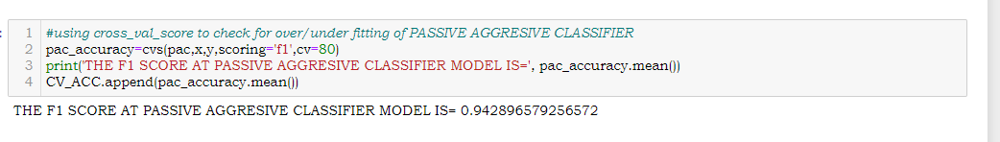 1 #using cross_val_score to check for over/under fitting of PASSIVE AGGRESIVE CLASSIFIER
2 pac_accuracy=cvs(pac,x,y,scoring='f1',cv=80)
3 print('THE F1 SCORE AT PASSIVE AGGRESIVE CLASSIFIER MODEL IS=', pac_accuracy.mean())
4 CV_ACC.append(pac_accuracy.mean())
THE F1 SCORE AT PASSIVE AGGRESIVE CLASSIFIER MODEL IS= 0.942896579256572